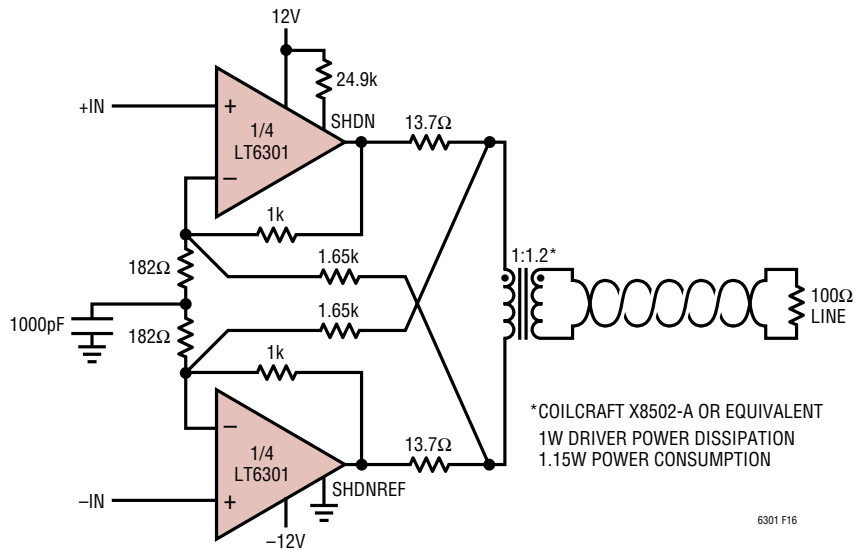 12V
24.9k
+IN
+
SHDN
13.7Ω
1/4
LT6301
–
1k
1:1.2*
182Ω
1.65k
100Ω
LINE
1000pF
1.65k
182Ω
1k
*COILCRAFT X8502-A OR EQUIVALENT
1W DRIVER POWER DISSIPATION
1.15W POWER CONSUMPTION
–
1/4
LT6301
13.7Ω
–IN
+
SHDNREF
–12V
6301 F16